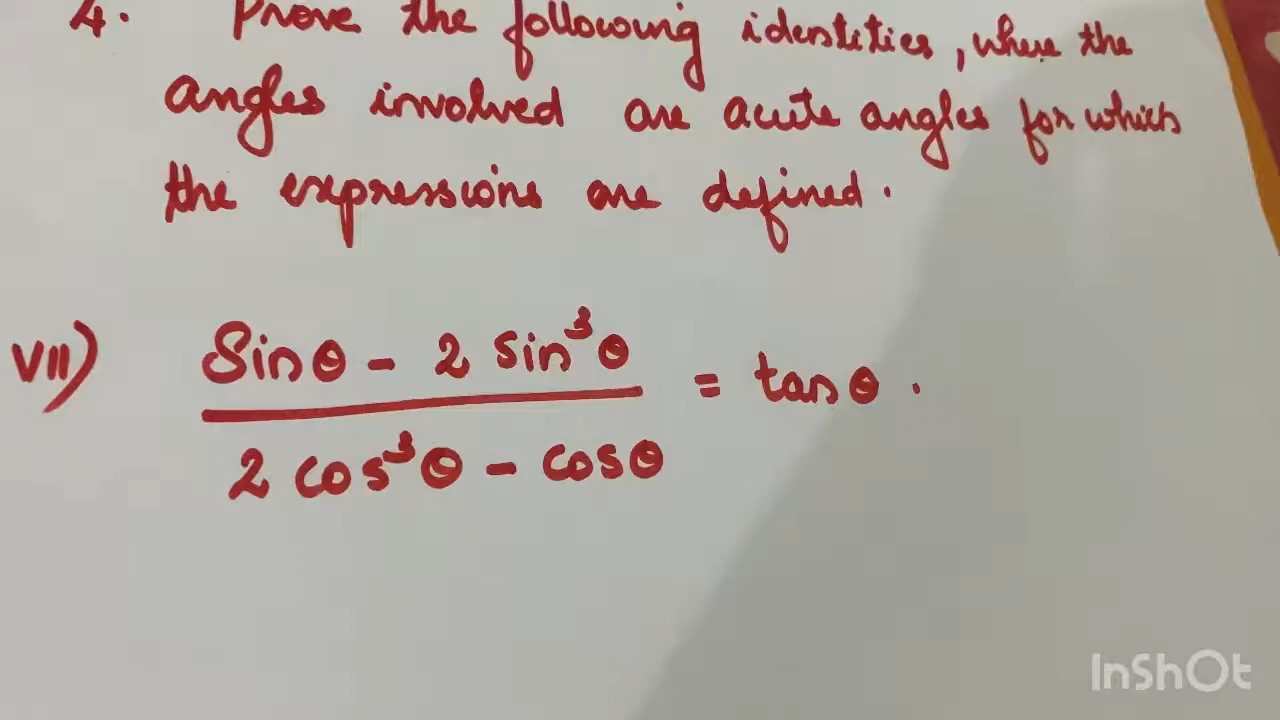 4. Prove the following identities, where the
angles involved are acute angles for which
the expressions are defined.
VII) Sinθ - 2 Sin³θ
2 cos³θ - cosθ
= tanθ.
InShOt